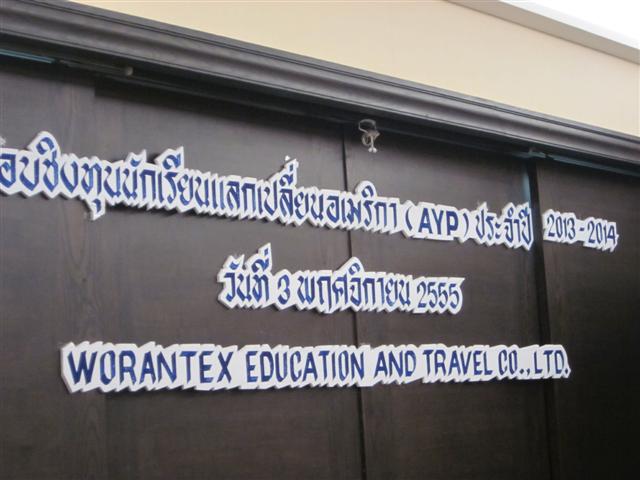 อบชิงทุนนักเรียนแลกเปลี่ยนอเมริกา (AYP) ประจำปี 2013-2014
วันที่ 3 พฤศจิกายน 2555
WORANTEX EDUCATION AND TRAVEL CO., LTD.